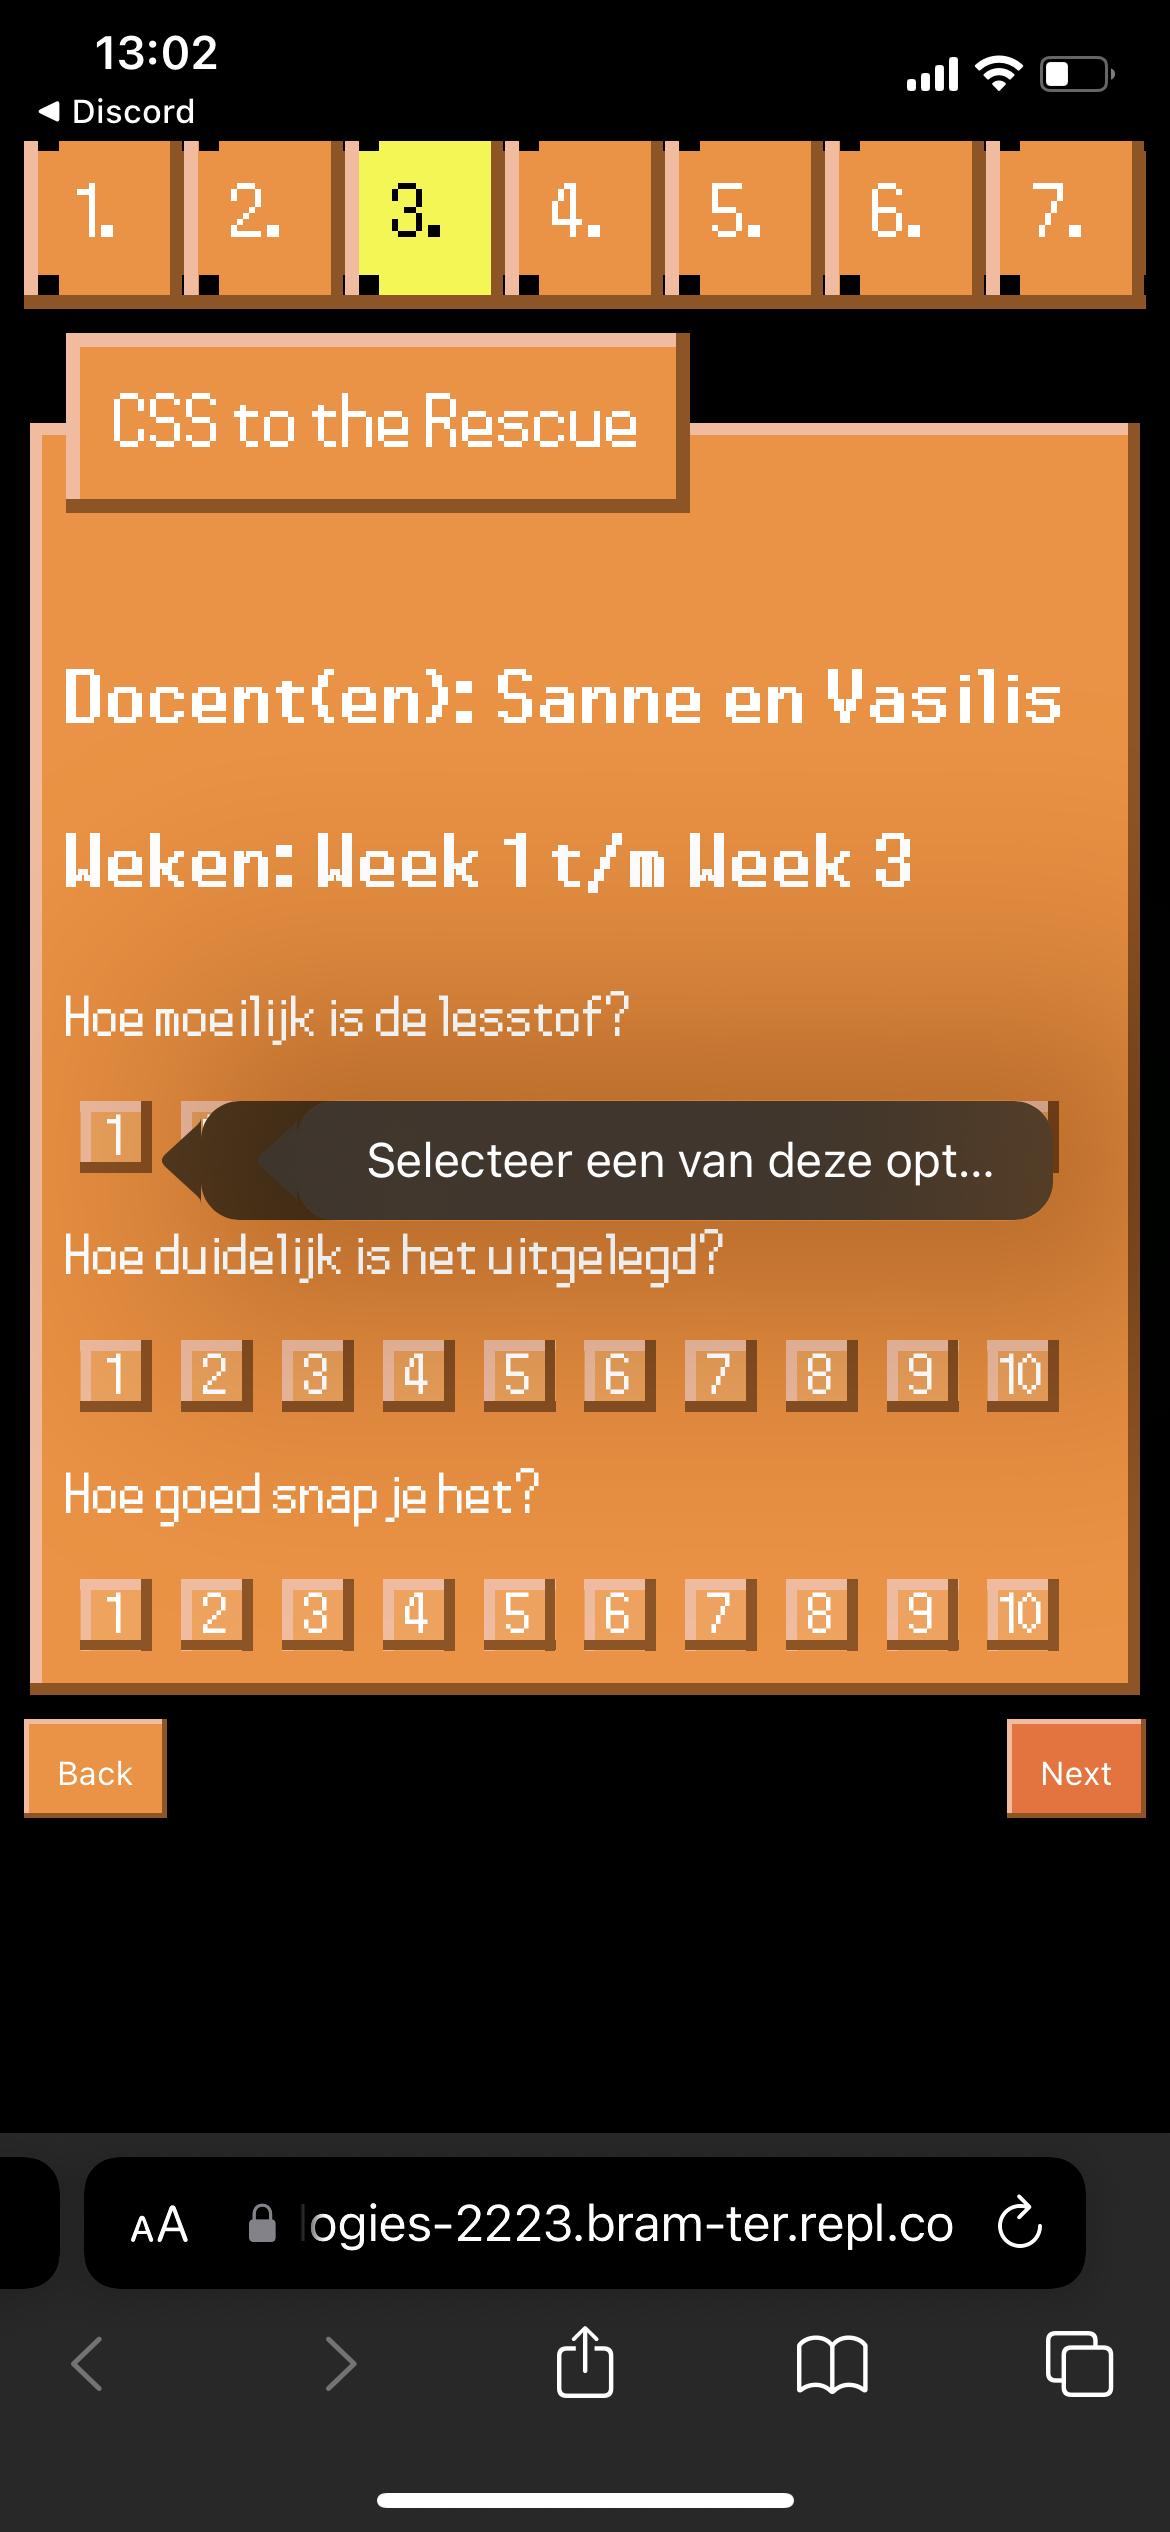 13:02
Discord
1. 2. 3. 4. 5. 6. 7.
CSS to the Rescue
Docent(en): Sanne en Vasilis
Weken: Week 1 t/m Week 3
Hoe moeilijk is de lesstof?
1
Selecteer een van deze opt...
Hoe duidelijk is het uitgelegd?
1 2 3 4 5 6 7 8 9 10
Hoe goed snap je het?
1 2 3 4 5 6 7 8 9 10
Back Next
AA logies-2223.bram-ter.repl.co